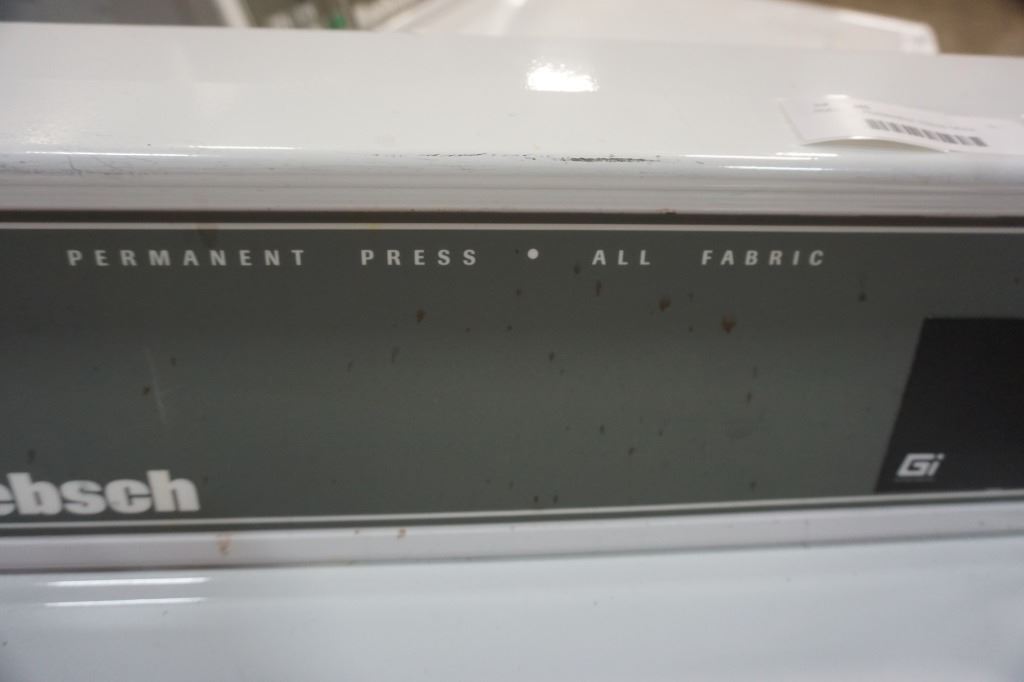 PERMANENT PRESS • ALL FABRIC
ebsch
Gi